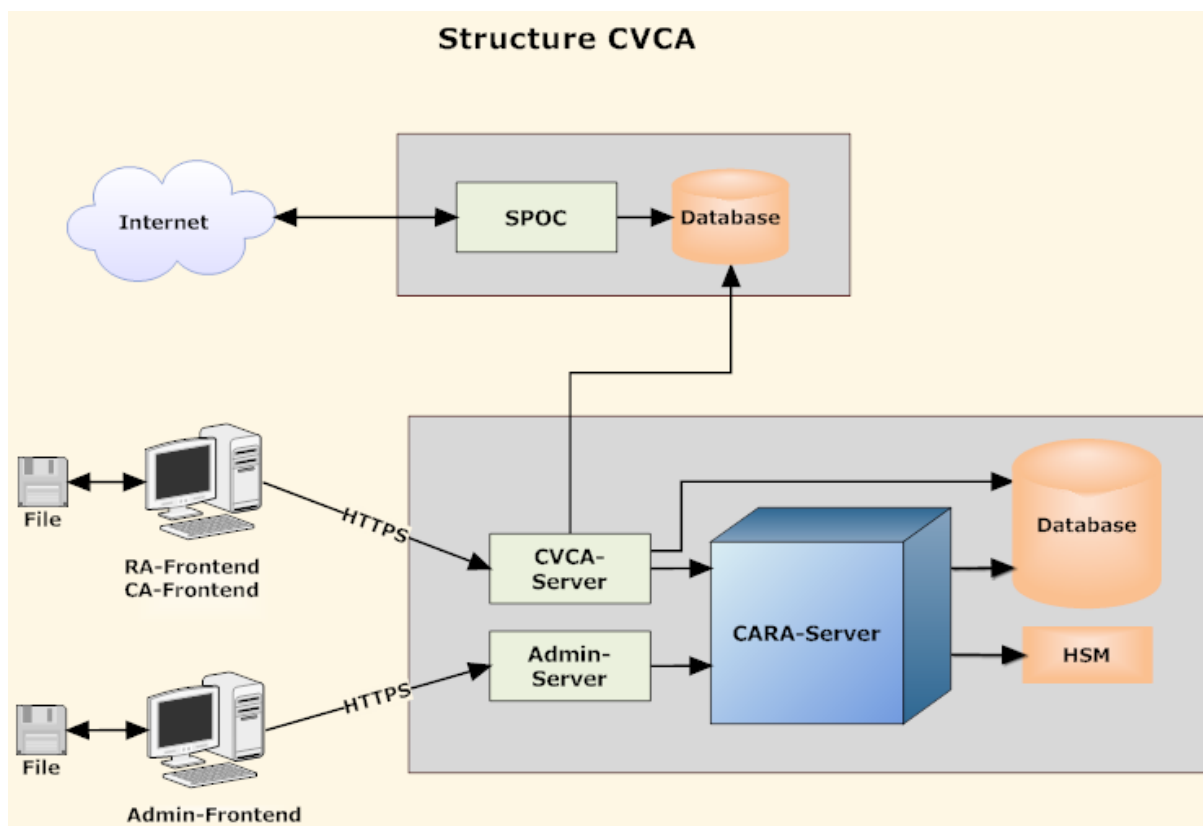 Structure CVCA
Internet
SPOC
Database
File
RA-Frontend
CA-Frontend
HTTPS
CVCA-
Server
CARA-Server
Database
HSM
Admin-
Server
HTTPS
File
Admin-Frontend